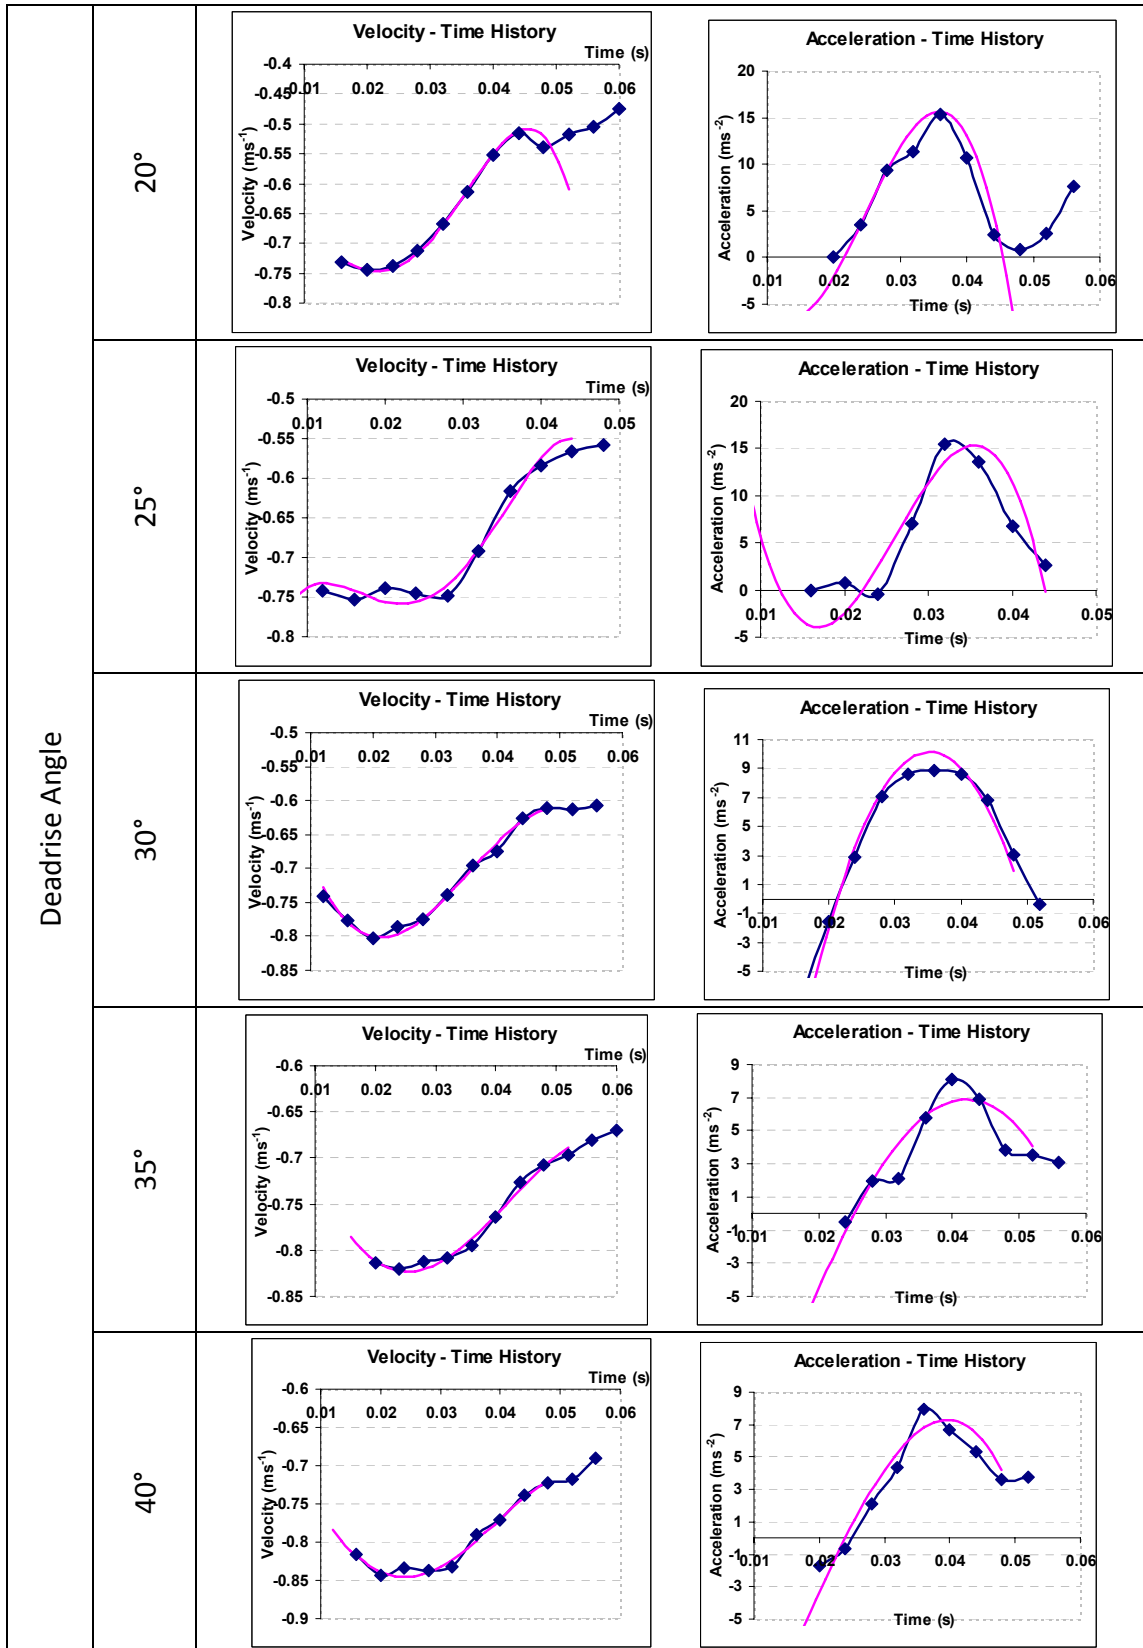 Deadrise Angle
20°
Velocity - Time History
Time (s)
-0.4
0.01 0.02 0.03 0.04 0.05 0.06
-0.45
-0.5
-0.55
-0.6
-0.65
-0.7
-0.75
-0.8
Velocity (ms-1)
Acceleration - Time History
20
15
10
5
0
-5
0.01 0.02 0.03 0.04 0.05 0.06
Time (s)
Acceleration (ms-2)
25°
Velocity - Time History
Time (s)
-0.5
0.01 0.02 0.03 0.04 0.05
-0.55
-0.6
-0.65
-0.7
-0.75
-0.8
Velocity (ms-1)
Acceleration - Time History
20
15
10
5
0
-5
0.01 0.02 0.03 0.04 0.05
Time (s)
Acceleration (ms-2)
30°
Velocity - Time History
Time (s)
-0.5
0.01 0.02 0.03 0.04 0.05 0.06
-0.55
-0.6
-0.65
-0.7
-0.75
-0.8
-0.85
Velocity (ms-1)
Acceleration - Time History
11
9
7
5
3
1
-1
-3
-5
0.01 0.02 0.03 0.04 0.05 0.06
Time (s)
Acceleration (ms-2)
35°
Velocity - Time History
Time (s)
-0.6
0.01 0.02 0.03 0.04 0.05 0.06
-0.65
-0.7
-0.75
-0.8
-0.85
Velocity (ms-1)
Acceleration - Time History
9
7
5
3
1
-1
-3
-5
0.01 0.02 0.03 0.04 0.05 0.06
Time (s)
Acceleration (ms-2)
40°
Velocity - Time History
Time (s)
-0.6
0.01 0.02 0.03 0.04 0.05 0.06
-0.65
-0.7
-0.75
-0.8
-0.85
-0.9
Velocity (ms-1)
Acceleration - Time History
9
7
5
3
1
-1
-3
-5
0.01 0.02 0.03 0.04 0.05 0.06
Time (s)
Acceleration (ms-2)